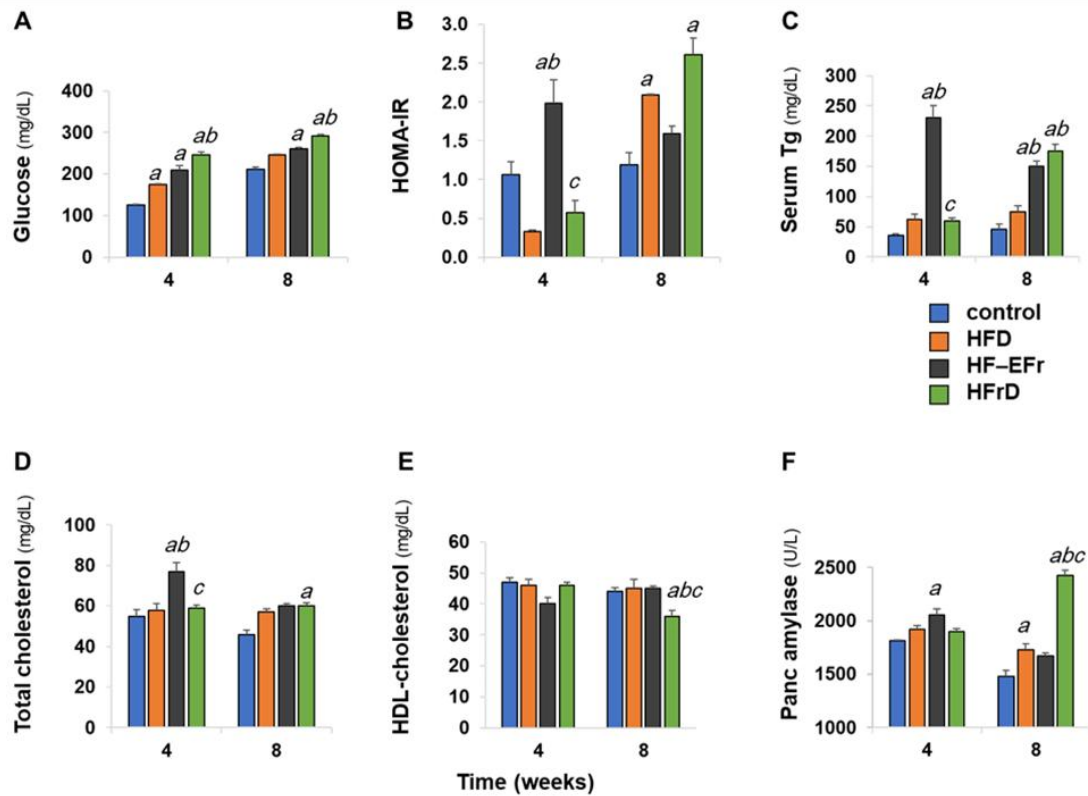 A
Glucose (mg/dL)
400
300
200
100
0
a
a
ab
a
ab
4
8
B
HOMA-IR
3.0
2.5
2.0
1.5
1.0
0.5
0.0
ab
c
a
a
4
8
C
Serum Tg (mg/dL)
300
250
200
150
100
50
0
ab
c
ab
ab
4
8
control
HFD
HF–EFr
HFrD
D
Total cholesterol (mg/dL)
100
80
60
40
20
0
ab
c
a
4
8
E
HDL-cholesterol (mg/dL)
60
50
40
30
20
10
0
abc
4
8
F
Panc amylase (U/L)
2500
2000
1500
1000
a
a
abc
4
8
Time (weeks)